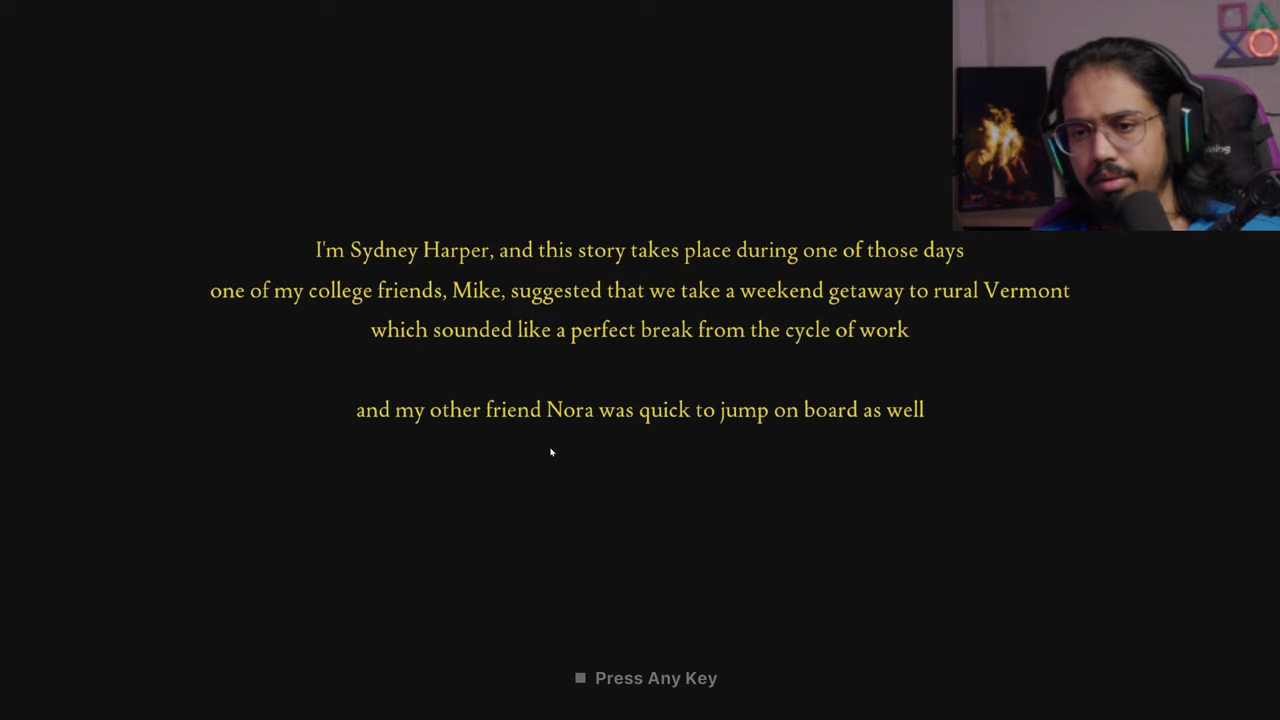 I'm Sydney Harper, and this story takes place during one of those days
one of my college friends, Mike, suggested that we take a weekend getaway to rural Vermont
which sounded like a perfect break from the cycle of work
and my other friend Nora was quick to jump on board as well
Press Any Key